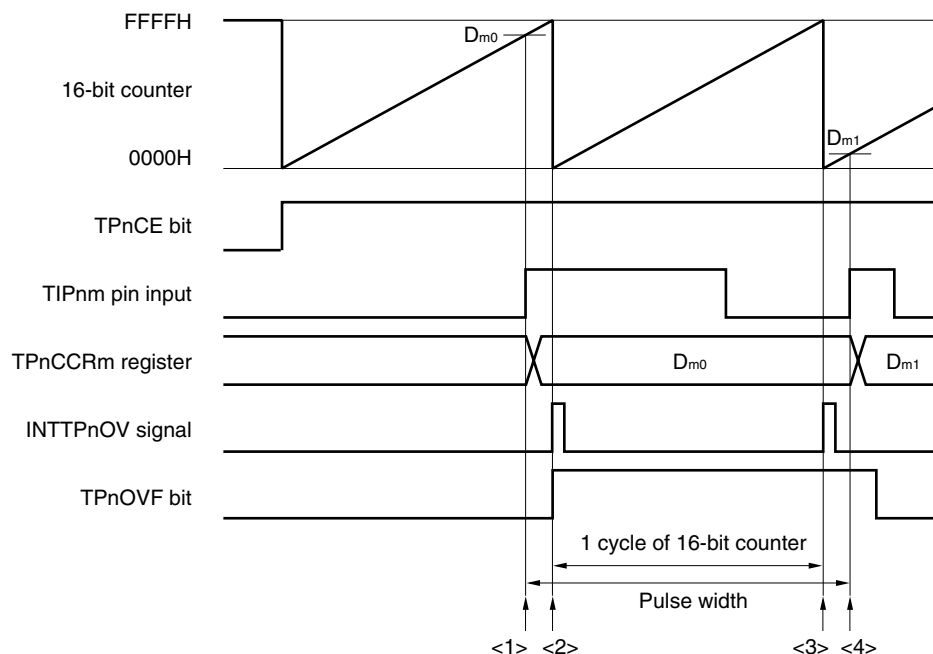 FFFFH
Dm0
16-bit counter
0000H
Dm1
TPnCE bit
TIPnm pin input
TPnCCRm register
Dm0
Dm1
INTTPnOV signal
TPnOVF bit
1 cycle of 16-bit counter
Pulse width
<1> <2> <3> <4>